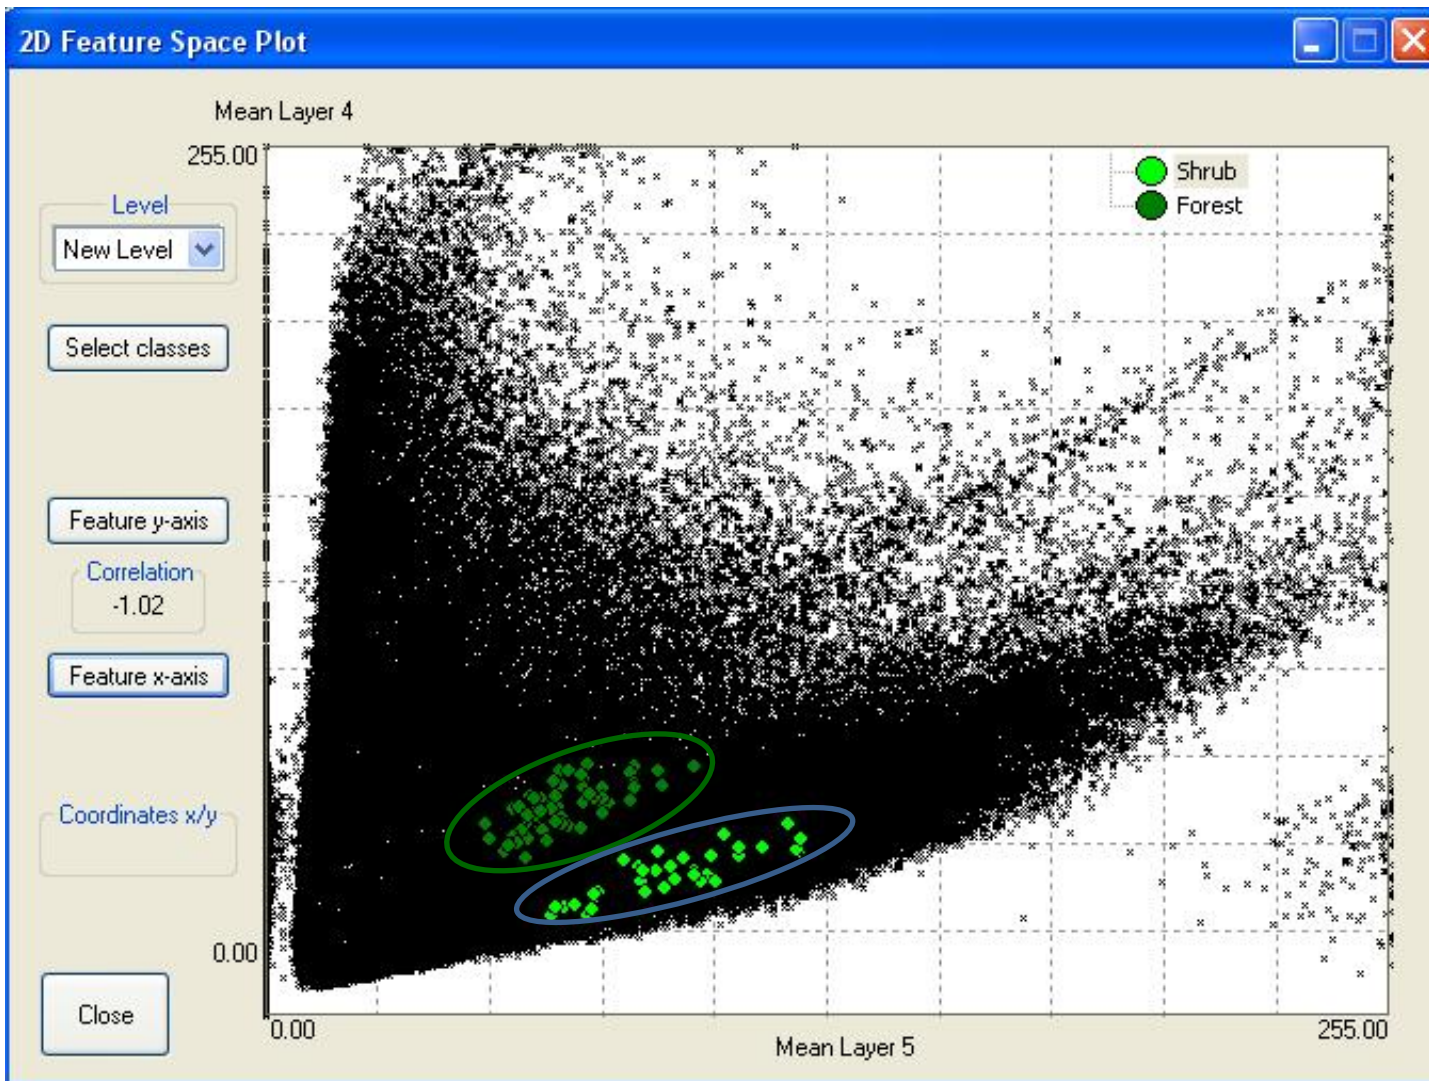 2D Feature Space Plot
Mean Layer 4
255.00
Shrub
Forest
Level
New Level
Select classes
Feature y-axis
Correlation
-1.02
Feature x-axis
Coordinates x/y
0.00
Close
0.00
255.00
Mean Layer 5